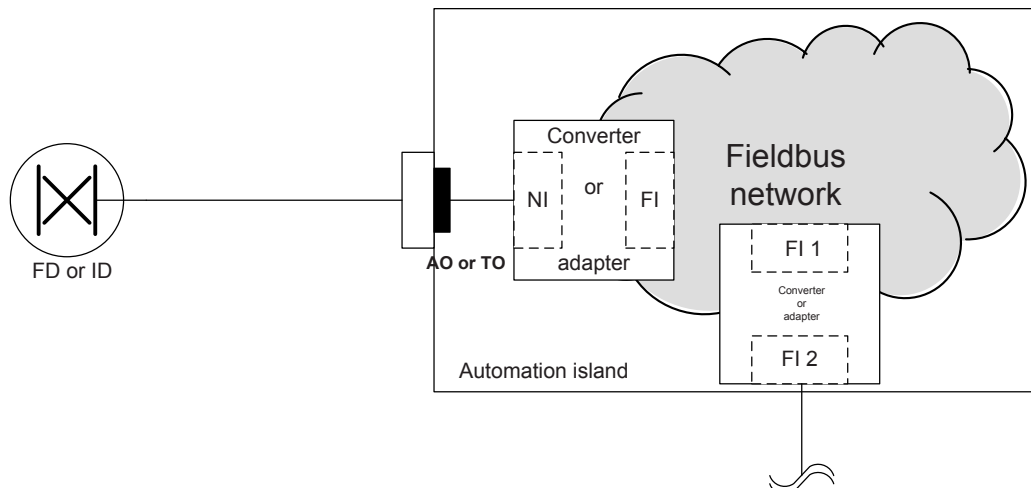 Converter
or
adapter
NI
FI
Fieldbus
network
FD or ID
AO or TO
FI 1
Converter
or
adapter
FI 2
Automation island